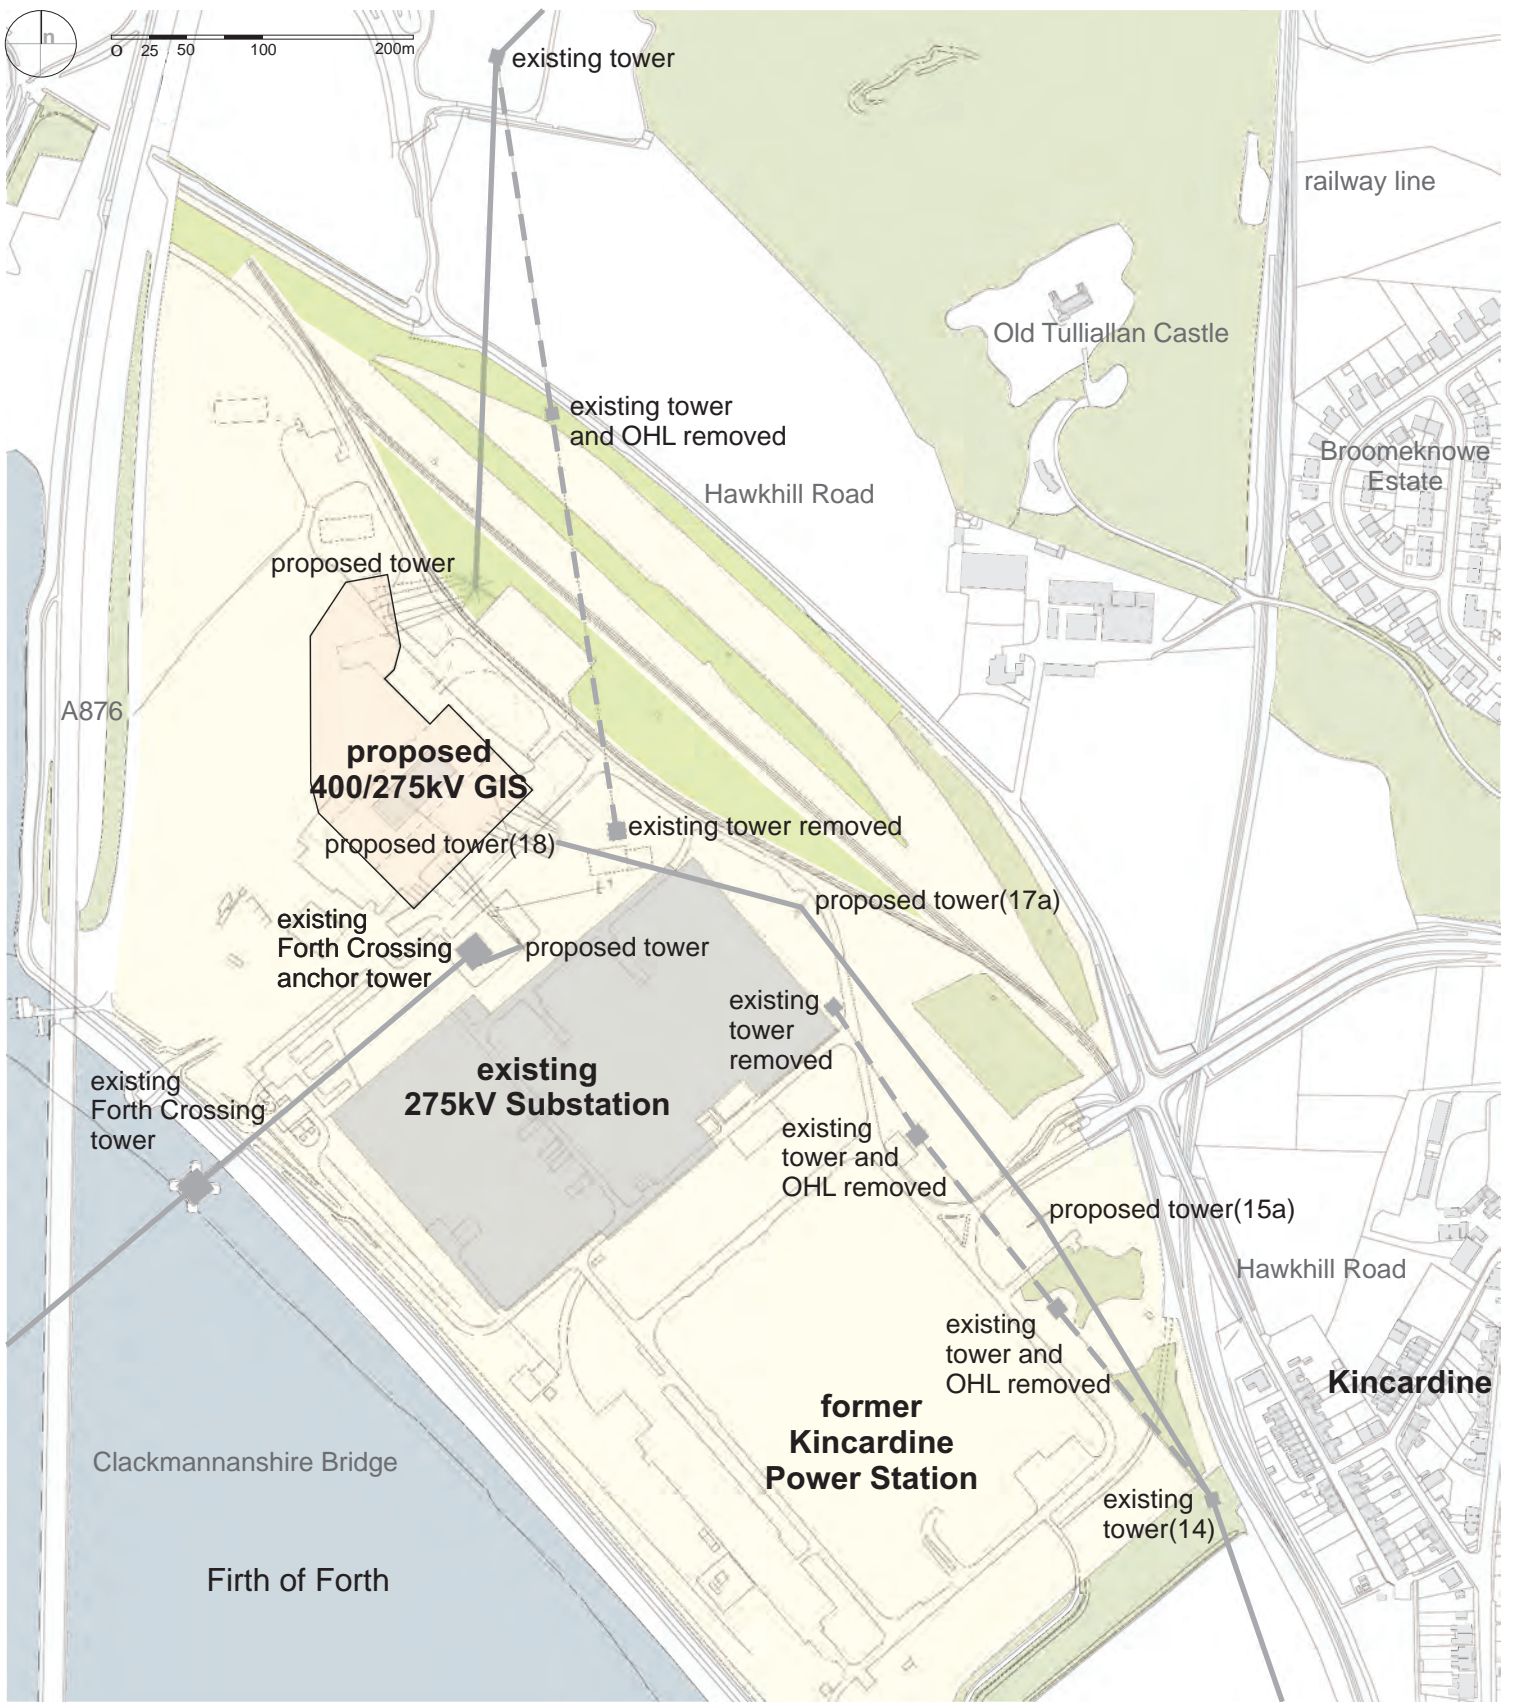 n
O 25 50 100 200m
existing tower
railway line
Old Tulliallan Castle
existing tower
and OHL removed
Broomeknowe
Estate
Hawkhill Road
proposed tower
A876
proposed
400/275kV GIS
existing tower removed
proposed tower(18)
proposed tower(17a)
existing
Forth Crossing
anchor tower
proposed tower
existing
tower
removed
existing
275kV Substation
existing
Forth Crossing
tower
existing
tower and
OHL removed
proposed tower(15a)
Hawkhill Road
existing
tower and
OHL removed
Kincardine
former
Kincardine
Power Station
Clackmannanshire Bridge
existing
tower(14)
Firth of Forth